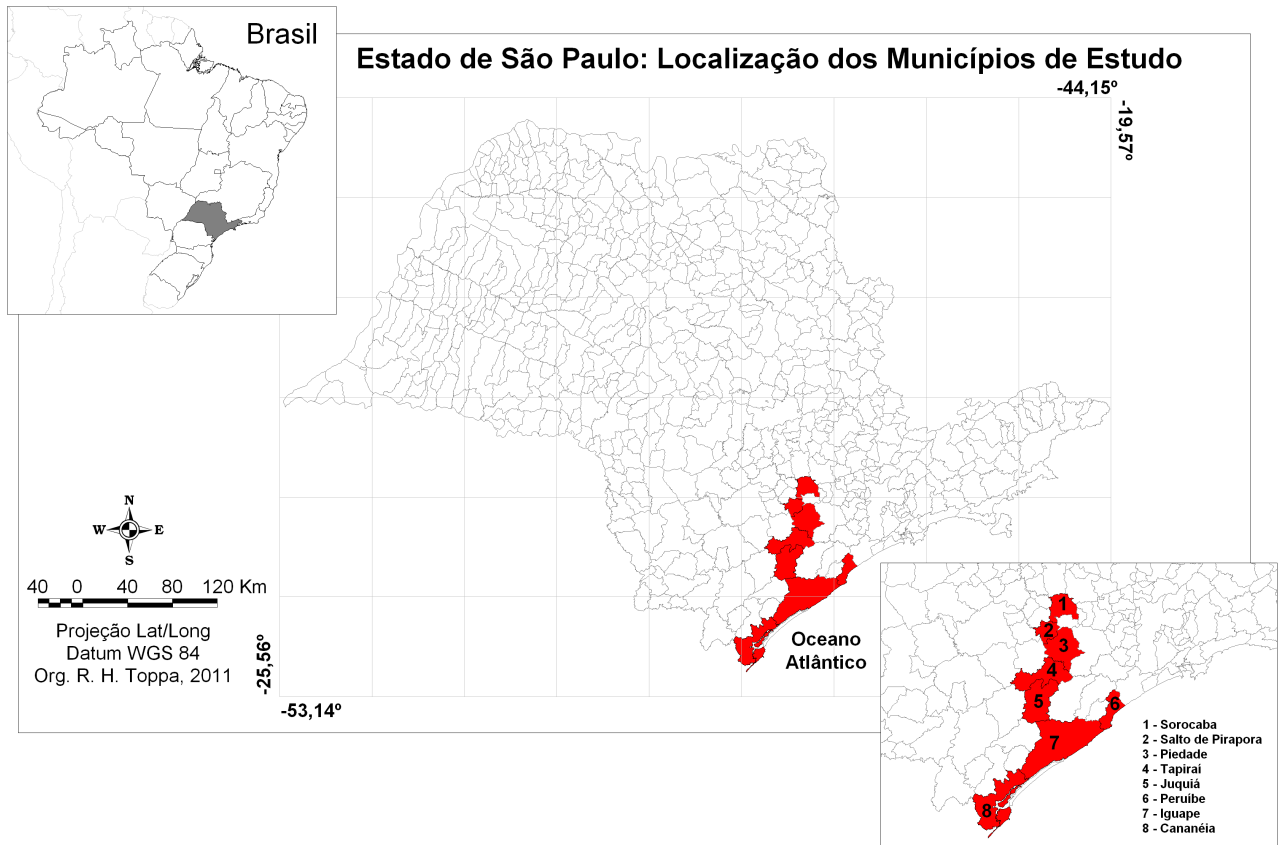 Brasil
Estado de São Paulo: Localização dos Municípios de Estudo
-44,15º
-19,57º
N
W E
S
40 0 40 80 120 Km
Projeção Lat/Long
Datum WGS 84
Org. R. H. Toppa, 2011
-25,56º
-53,14º
Oceano
Atlântico
1
2
3
4
5
6
7
8
1 - Sorocaba
2 - Salto de Pirapora
3 - Piedade
4 - Tapiraí
5 - Juquiá
6 - Peruíbe
7 - Iguape
8 - Cananéia